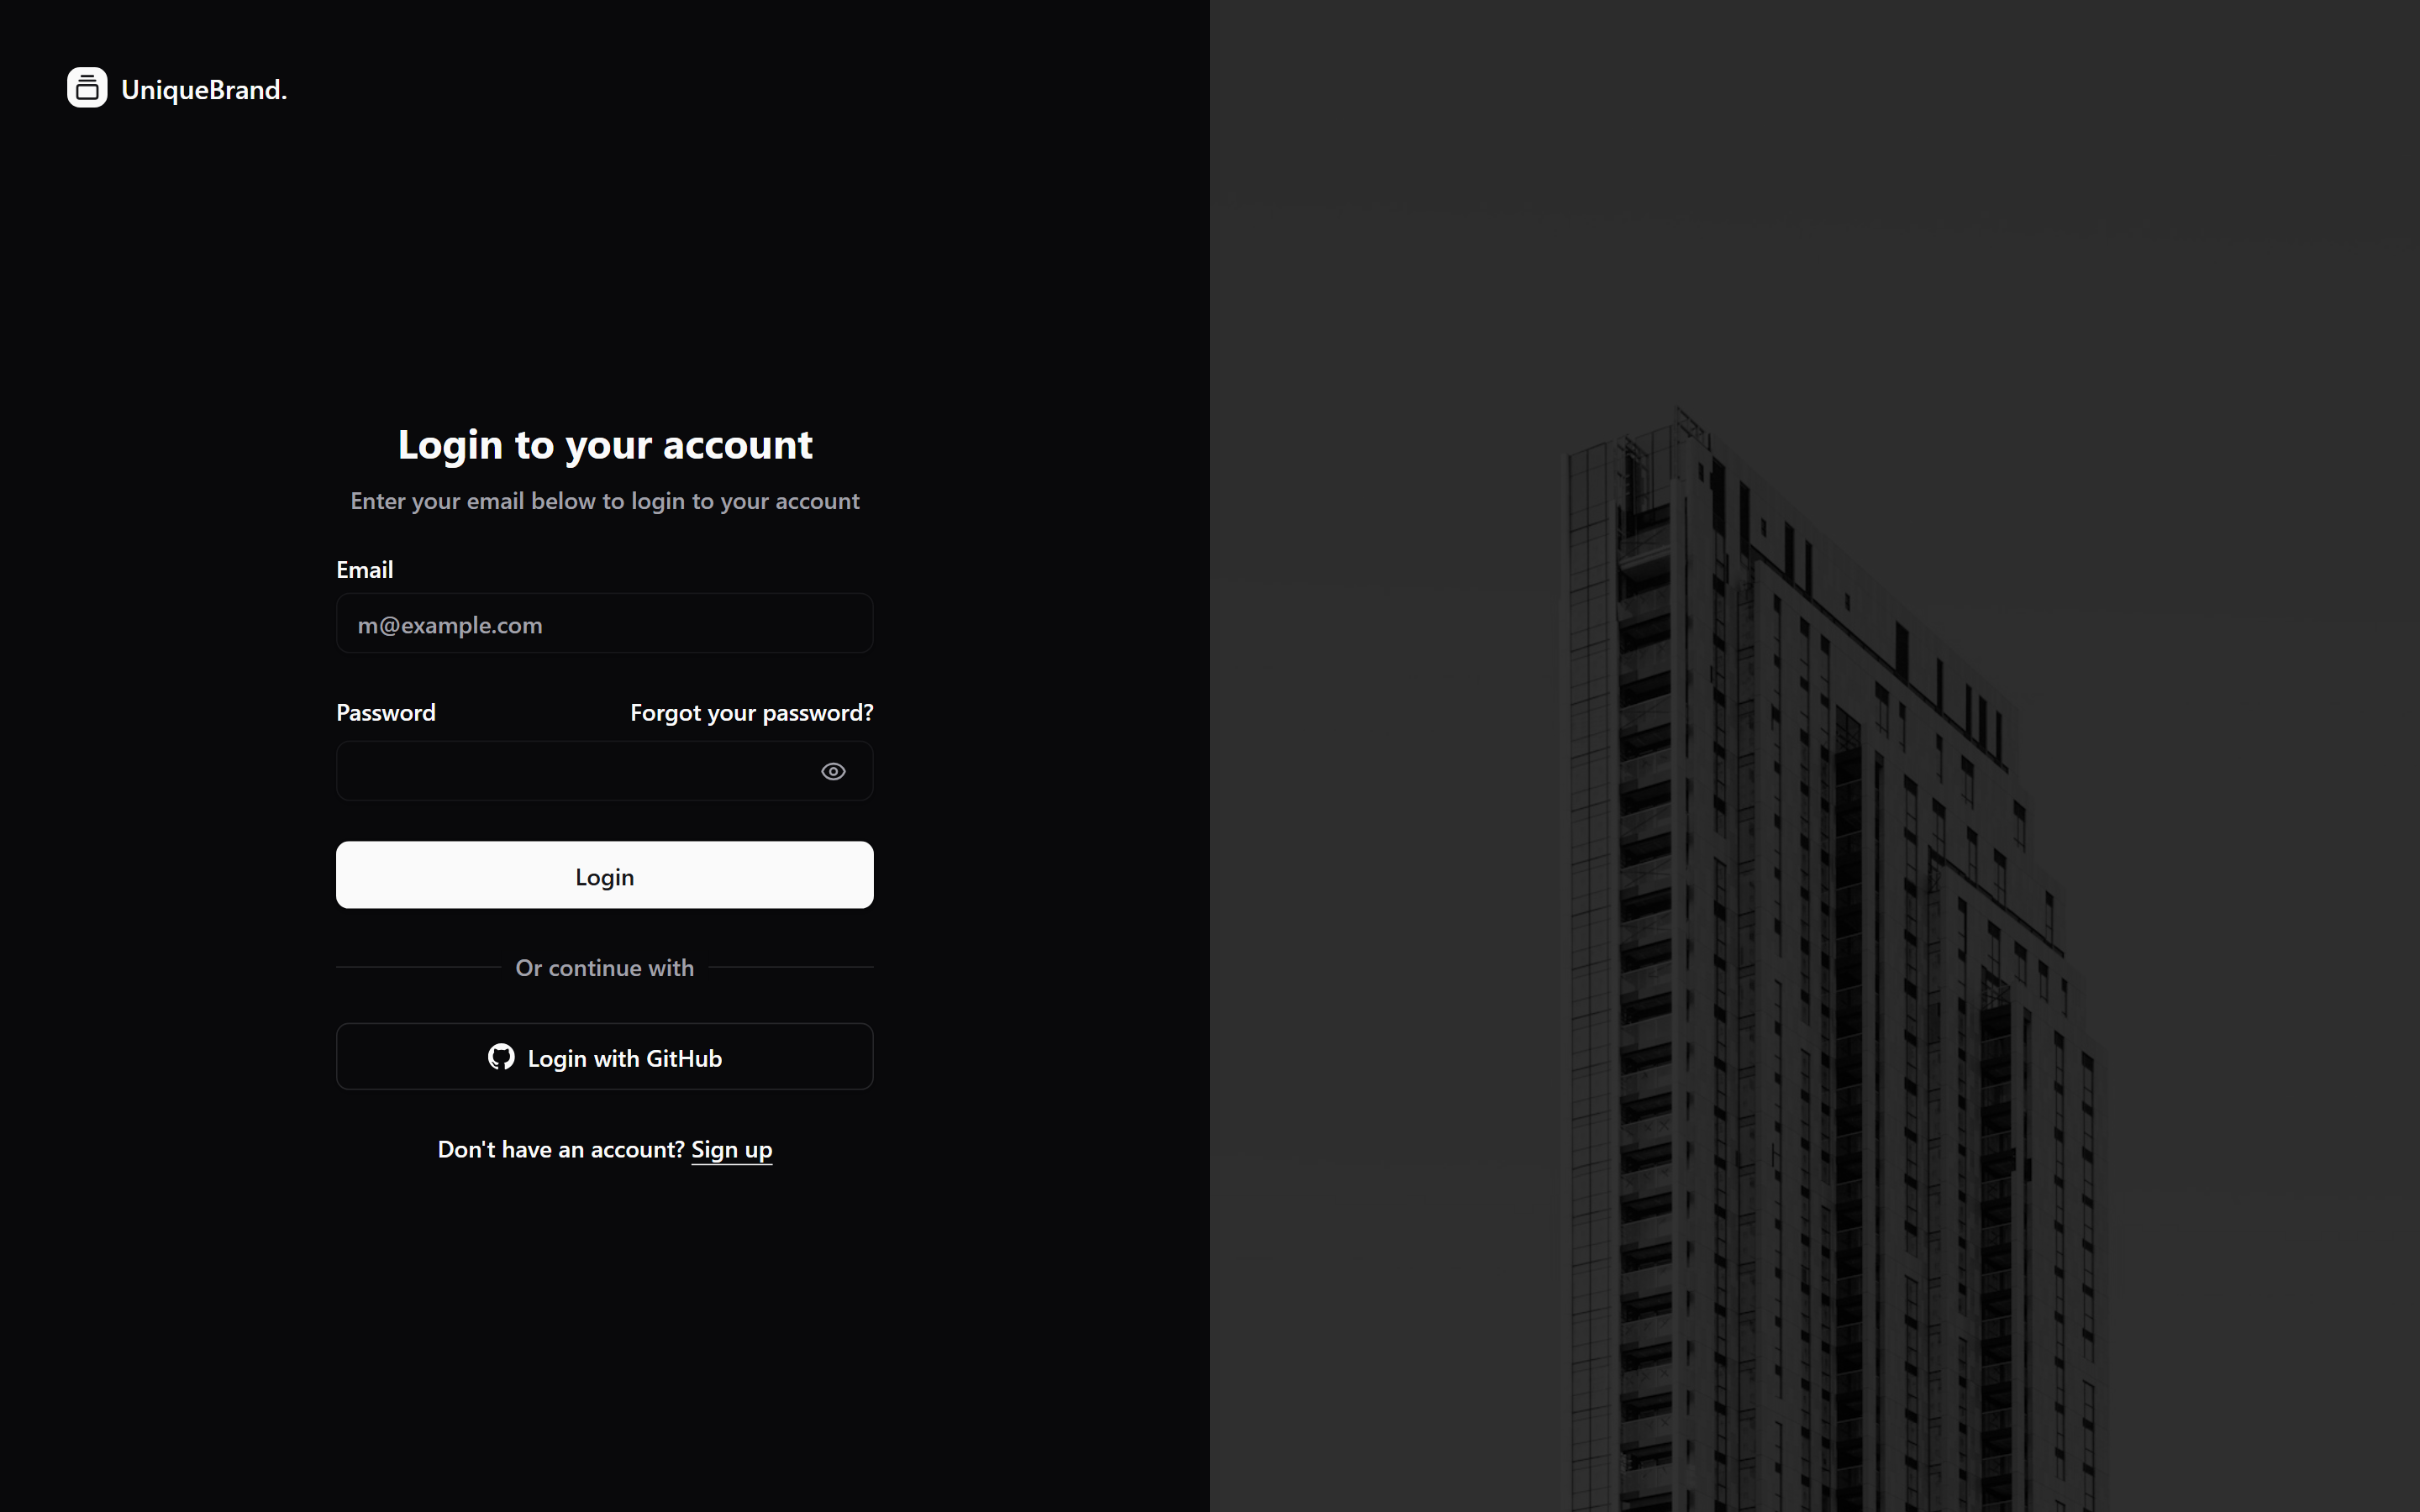 UniqueBrand.
Login to your account
Enter your email below to login to your account
Email
m@example.com
Password
Forgot your password?
Login
Or continue with
Login with GitHub
Don't have an account? Sign up